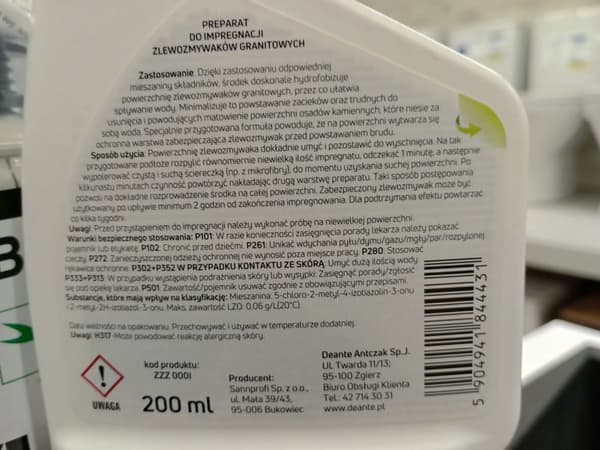 PREPARAT
DO IMPREGNACJI
ZLEWOZMYWAKÓW GRANITOWYCH
Zastosowanie: Dzięki zastosowaniu odpowiedniej
mieszaniny składników, środek doskonale hydrofobizuje
powierzchnię zlewozmywaków granitowych, przez co ułatwia
spływanie wody. Minimalizuje to powstawanie zacieków oraz trudnych do
usunięcia i powodujących matowienie powierzchni osadów kamiennych, które niesie za
sobą woda. Specjalnie przygotowana formuła powoduje, że na powierzchni wytwarza się
ochronna warstwa zabezpieczająca zlewozmywak przed powstawaniem brudu.
Sposób użycia: Powierzchnię zlewozmywaka dokładnie umyć i pozostawić do wyschnięcia. Na tak
przygotowane podłoże rozpylić równomiernie niewielką ilość impregnatu, odczekać 1 minutę, a następnie
wypolerować czystą i suchą ściereczką (np. z mikrofibry), do momentu uzyskania suchej powierzchni. Po
kilkunastu minutach czynność powtórzyć nakładając drugą warstwę preparatu. Taki sposób postępowania
pozwoli na dokładne rozprowadzenie środka na całej powierzchni. Zabezpieczony zlewozmywak może być
użytkowany po upływie minimum 2 godzin od zakończenia impregnowania. Dla podtrzymania efektu powtarzać
co kilka tygodni.
Uwagi: Przed przystąpieniem do impregnacji należy wykonać próbę na niewielkiej powierzchni
Warunki bezpiecznego stosowania: P101 W razie konieczności zasięgnięcia porady lekarza należy pokazać
pojemnik lub etykietę. P102: Chronić przed dziećmi. P261: Unikać wdychania pyłu/dymu/gazu/mgły/par/rozpylonej
cieczy. P272: Zanieczyszczonej odzieży ochronnej nie wynosić poza miejsce pracy. P280: Stosować
rękawice ochronne. P302+P352 W PRZYPADKU KONTAKTU ZE SKÓRĄ: Umyć dużą ilością wody
P333+P313: W przypadku wystąpienia podrażnienia skóry lub wysypki: Zasięgnąć porady/zgłosić
się pod opiekę lekarza. P501: Zawartość/pojemnik usuwać zgodnie z obowiązującymi przepisami.
Substancje, które mają wpływ na klasyfikację: Mieszanina: 5-chloro-2-metyl-4-izotiazolin-3-onu
i 2-metyl-2H-izotiazol-3-onu. Maks. zawartość LZO: 0,06 g/L(20°C)
Data ważności na opakowaniu. Przechowywać i używać w temperaturze dodatniej.
Uwagi: H317-Może powodować reakcję alergiczną skóry.
UWAGA
kod produktu:
ZZZ 000I
200 ml
Producent:
Sannprofi Sp. z o.o.,
ul. Mała 39/43,
95-006 Bukowiec
Deante Antczak Sp.J.
Ul. Twarda 11/13;
95-100 Zgierz
Biuro Obsługi Klienta
Tel. 42 714 30 31
www.deante.pl
5 904941 844431
B